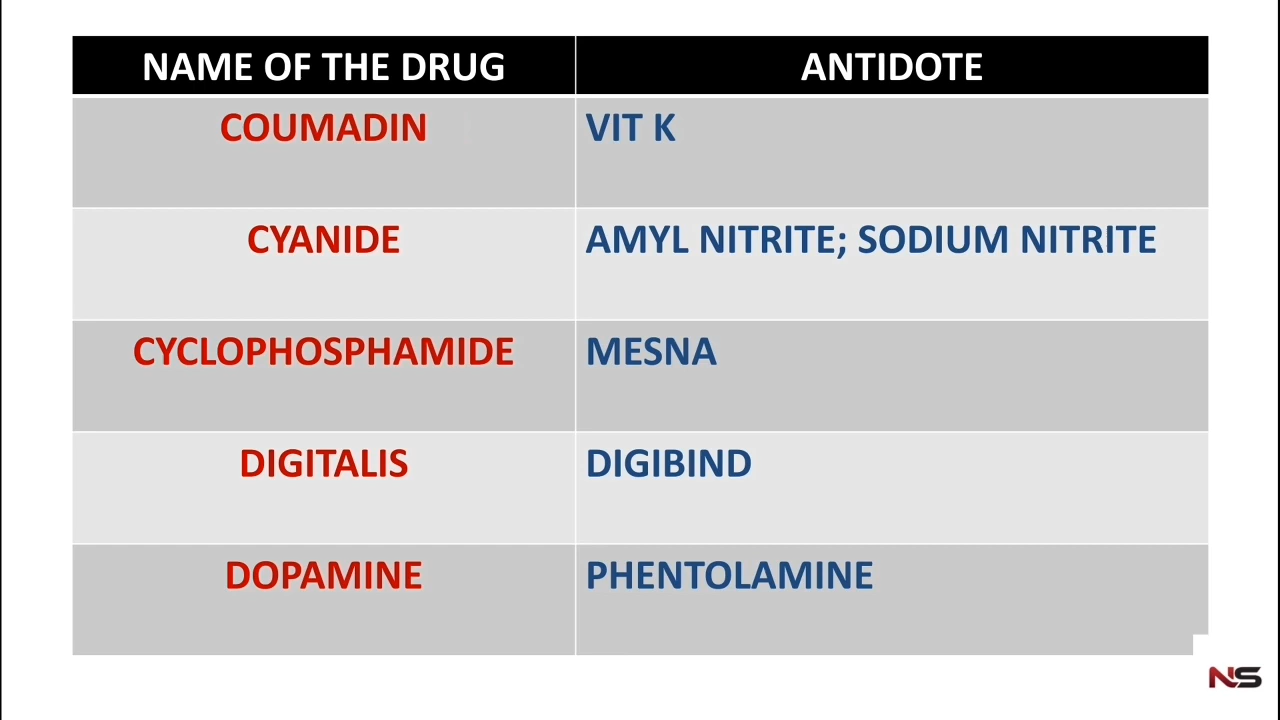 NAME OF THE DRUG ANTIDOTE
COUMADIN VIT K
CYANIDE AMYL NITRITE; SODIUM NITRITE
CYCLOPHOSPHAMIDE MESNA
DIGITALIS DIGIBIND
DOPAMINE PHENTOLAMINE
NS